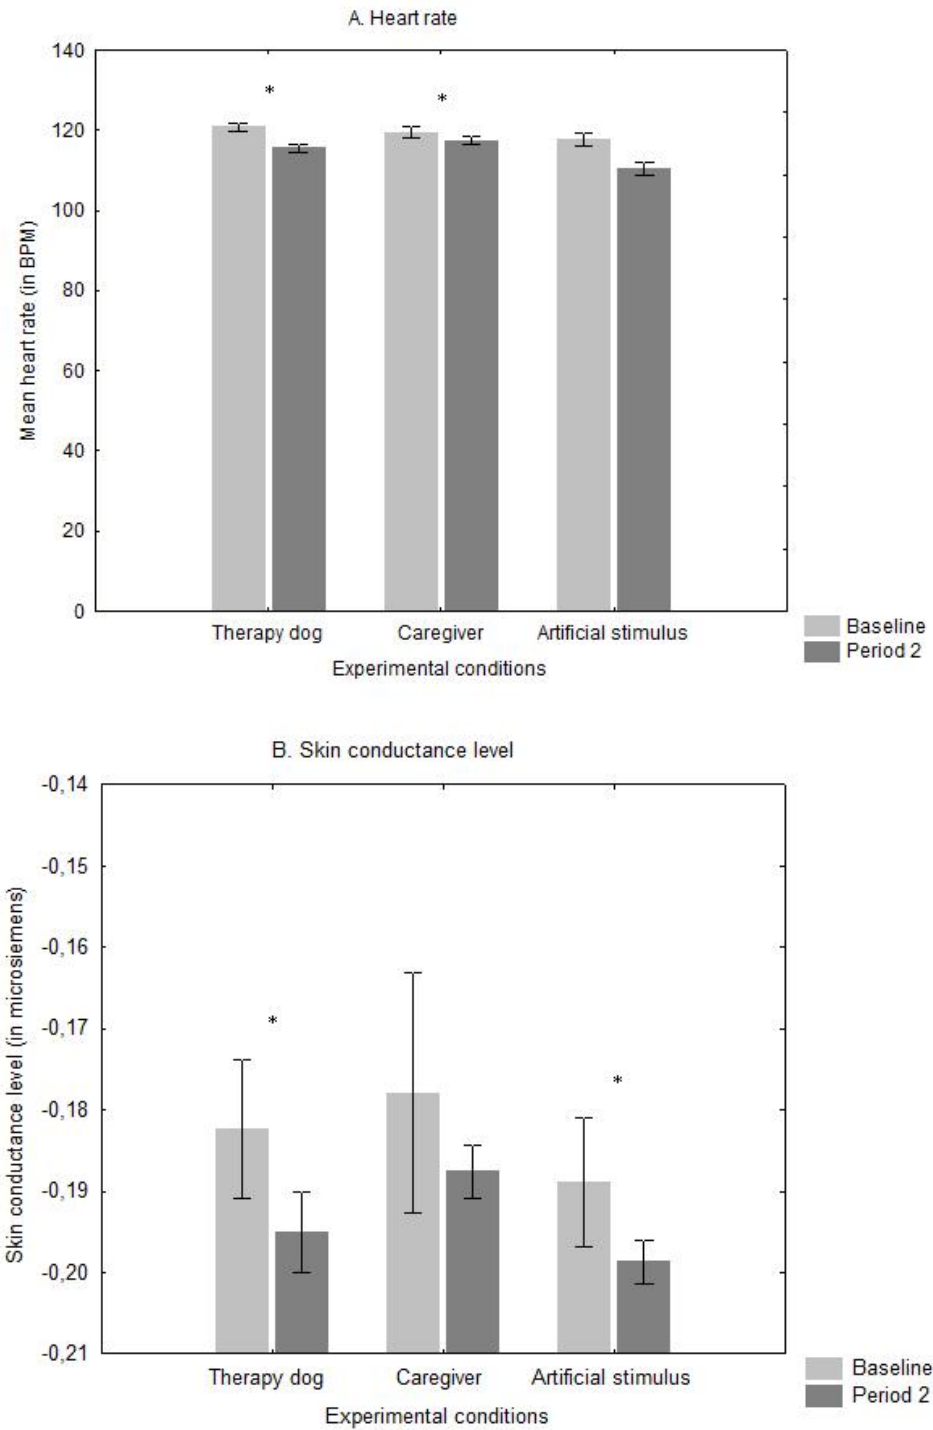 A. Heart rate
140
120
100
80
60
40
20
0
Mean heart rate (in BPM)
*
*
Therapy dog
Caregiver
Artificial stimulus
Experimental conditions
Baseline
Period 2
B. Skin conductance level
-0,14
-0,15
-0,16
-0,17
-0,18
-0,19
-0,20
-0,21
Skin conductance level (in microsiemens)
*
*
Therapy dog
Caregiver
Artificial stimulus
Experimental conditions
Baseline
Period 2